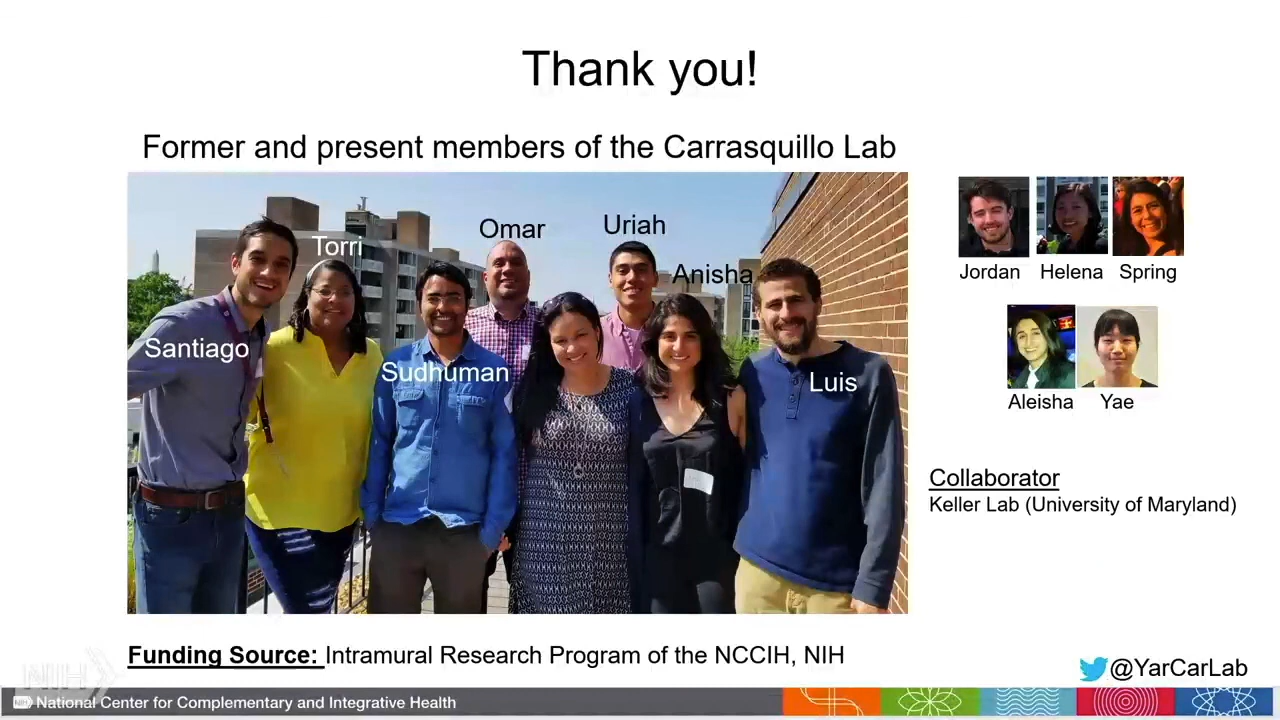 Thank you!
Former and present members of the Carrasquillo Lab
Santiago
Torri
Sudhuman
Omar
Uriah
Anisha
Luis
Jordan
Helena
Spring
Aleisha
Yae
Collaborator
Keller Lab (University of Maryland)
Funding Source: Intramural Research Program of the NCCIH, NIH
@YarCarLab
NIH
NIH National Center for Complementary and Integrative Health